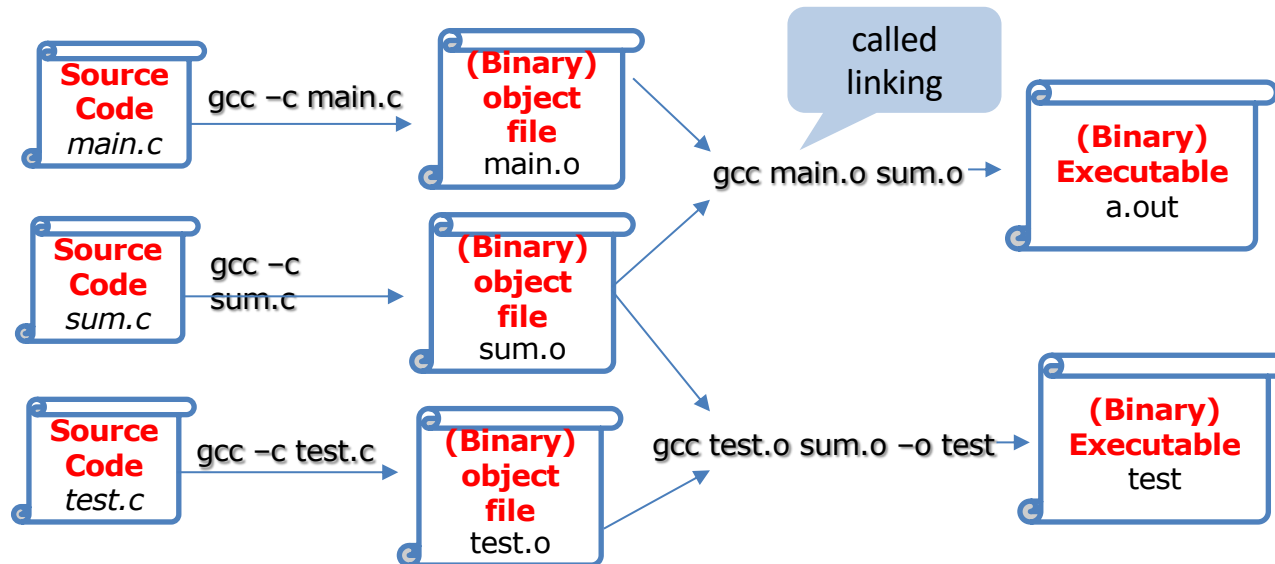 called
linking
Source
Code
main.c
gcc –c main.c
(Binary)
object
file
main.o
gcc main.o sum.o
(Binary)
Executable
a.out
Source
Code
sum.c
gcc –c
sum.c
(Binary)
object
file
sum.o
Source
Code
test.c
gcc –c test.c
(Binary)
object
file
test.o
gcc test.o sum.o –o test
(Binary)
Executable
test